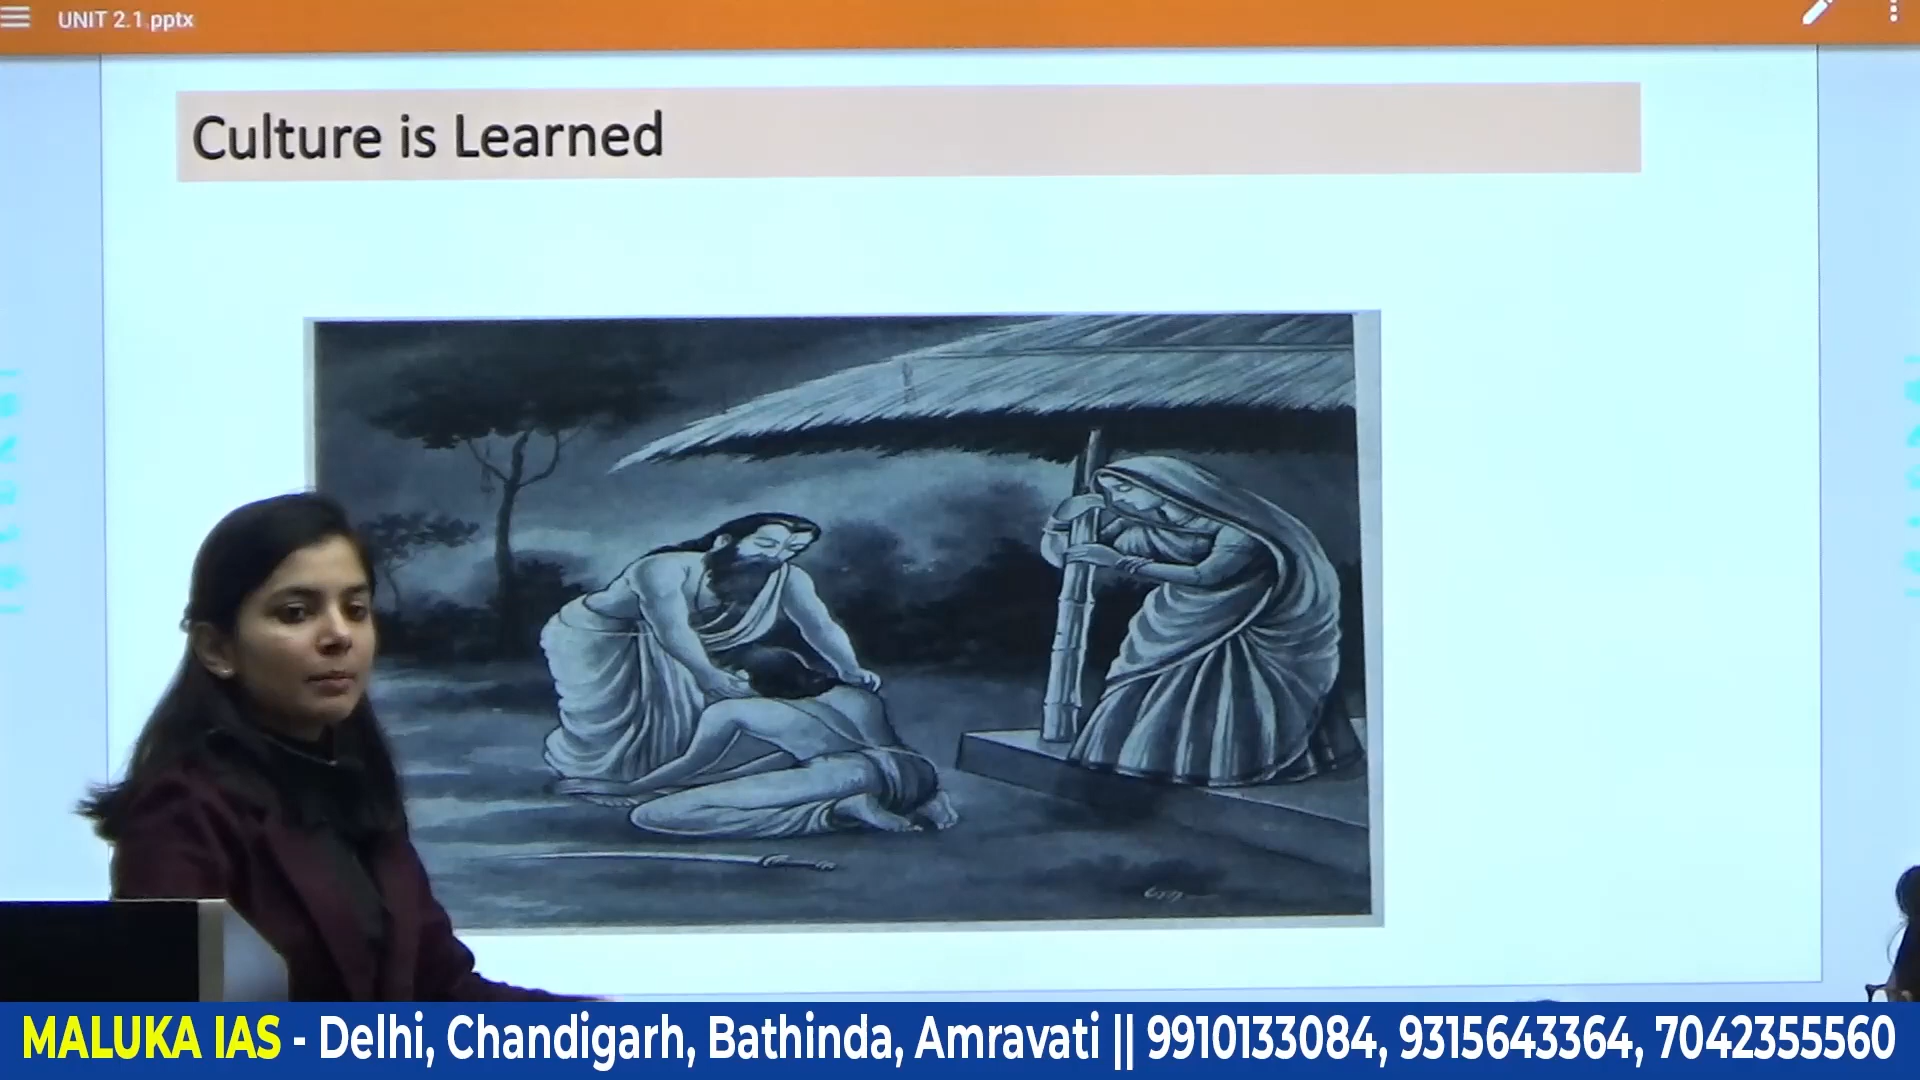 UNIT 2.1.pptx
Culture is Learned
MALUKA IAS - Delhi, Chandigarh, Bathinda, Amravati || 9910133084, 9315643364, 7042355560